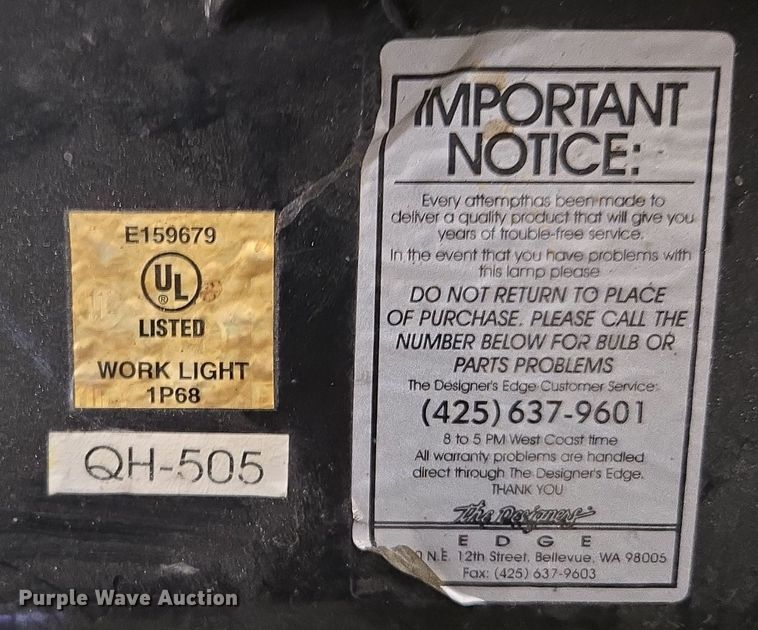 E159679
UL
®
LISTED
WORK LIGHT
1P68
QH-505
IMPORTANT
NOTICE:
Every attempthas been made to
deliver a quality product that will give you
years of trouble-free service.
In the event that you have problems with
this lamp please
DO NOT RETURN TO PLACE
OF PURCHASE. PLEASE CALL THE
NUMBER BELOW FOR BULB OR
PARTS PROBLEMS
The Designer's Edge Customer Service:
(425) 637-9601
8 to 5 PM West Coast time
All warranty problems are handled
direct through The Designer's Edge.
THANK YOU
The Designers
EDGE
N.E. 12th Street, Bellevue, WA 98005
Fax: (425) 637-9603
Purple Wave Auction